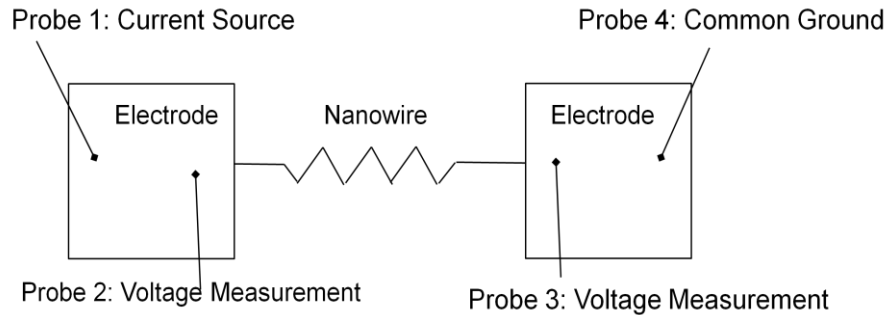 Probe 1: Current Source
Probe 4: Common Ground
Electrode
Nanowire
Electrode
Probe 2: Voltage Measurement
Probe 3: Voltage Measurement